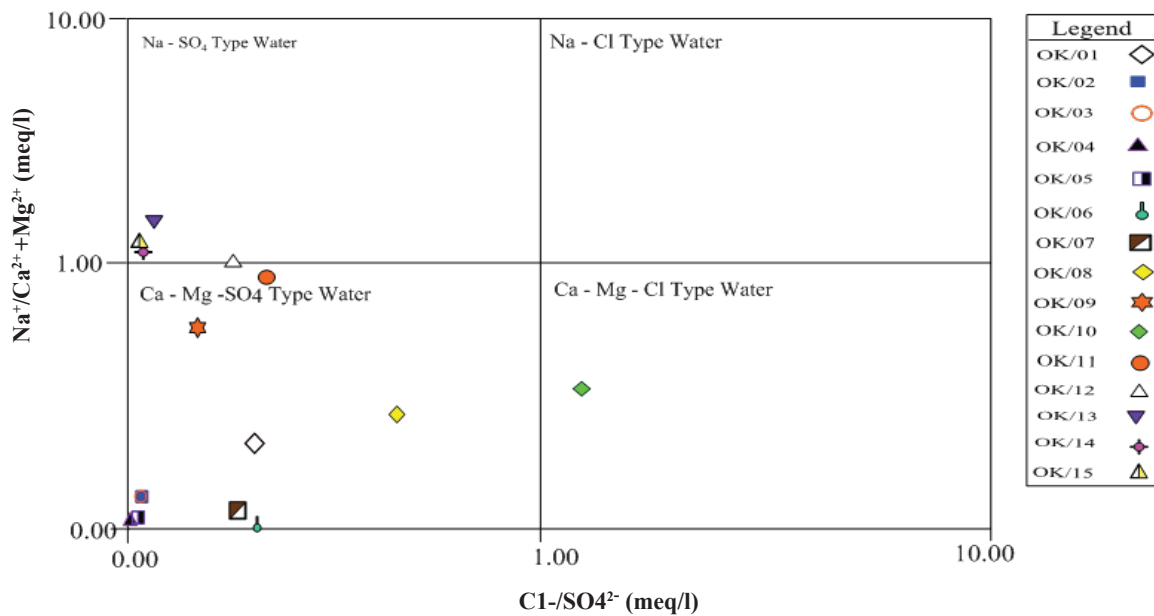 10.00
Na - SO₄ Type Water
Na - Cl Type Water
Na⁺/Ca²⁺+Mg²⁺ (meq/l)
1.00
Ca - Mg -SO4 Type Water
Ca - Mg - Cl Type Water
0.00
0.00
1.00
10.00
C1-/SO4²⁻ (meq/l)
Legend
OK/01
OK/02
OK/03
OK/04
OK/05
OK/06
OK/07
OK/08
OK/09
OK/10
OK/11
OK/12
OK/13
OK/14
OK/15